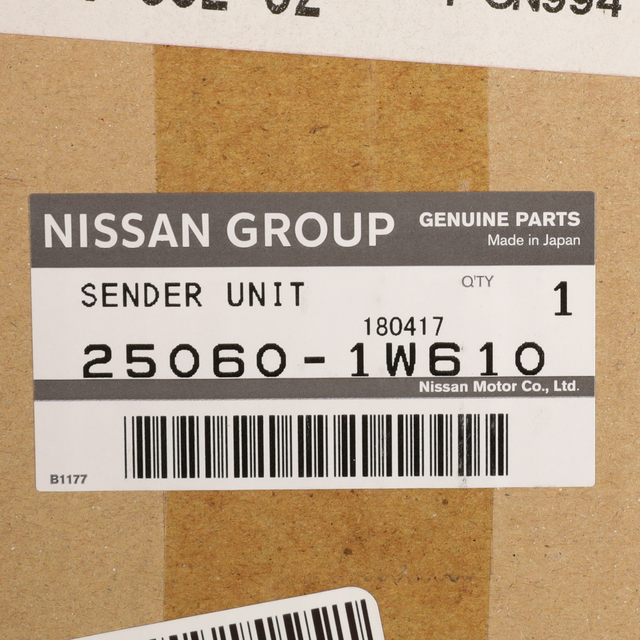 NISSAN GROUP
GENUINE PARTS
Made in Japan
SENDER UNIT
Q'TY
1
180417
25060-1W610
Nissan Motor Co., Ltd.
B1177